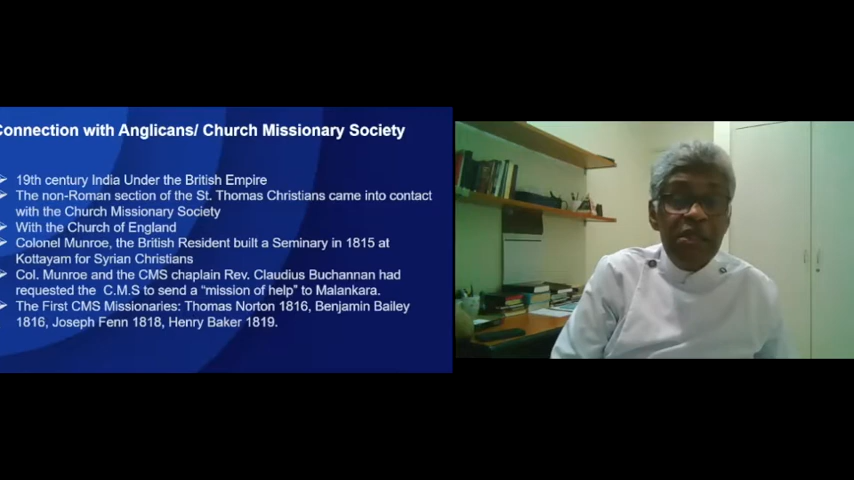 Connection with Anglicans/ Church Missionary Society
19th century India Under the British Empire
The non-Roman section of the St. Thomas Christians came into contact
with the Church Missionary Society
With the Church of England
Colonel Munroe, the British Resident built a Seminary in 1815 at
Kottayam for Syrian Christians
Col. Munroe and the CMS chaplain Rev. Claudius Buchannan had
requested the C.M.S to send a “mission of help” to Malankara.
The First CMS Missionaries: Thomas Norton 1816, Benjamin Bailey
1816, Joseph Fenn 1818, Henry Baker 1819.